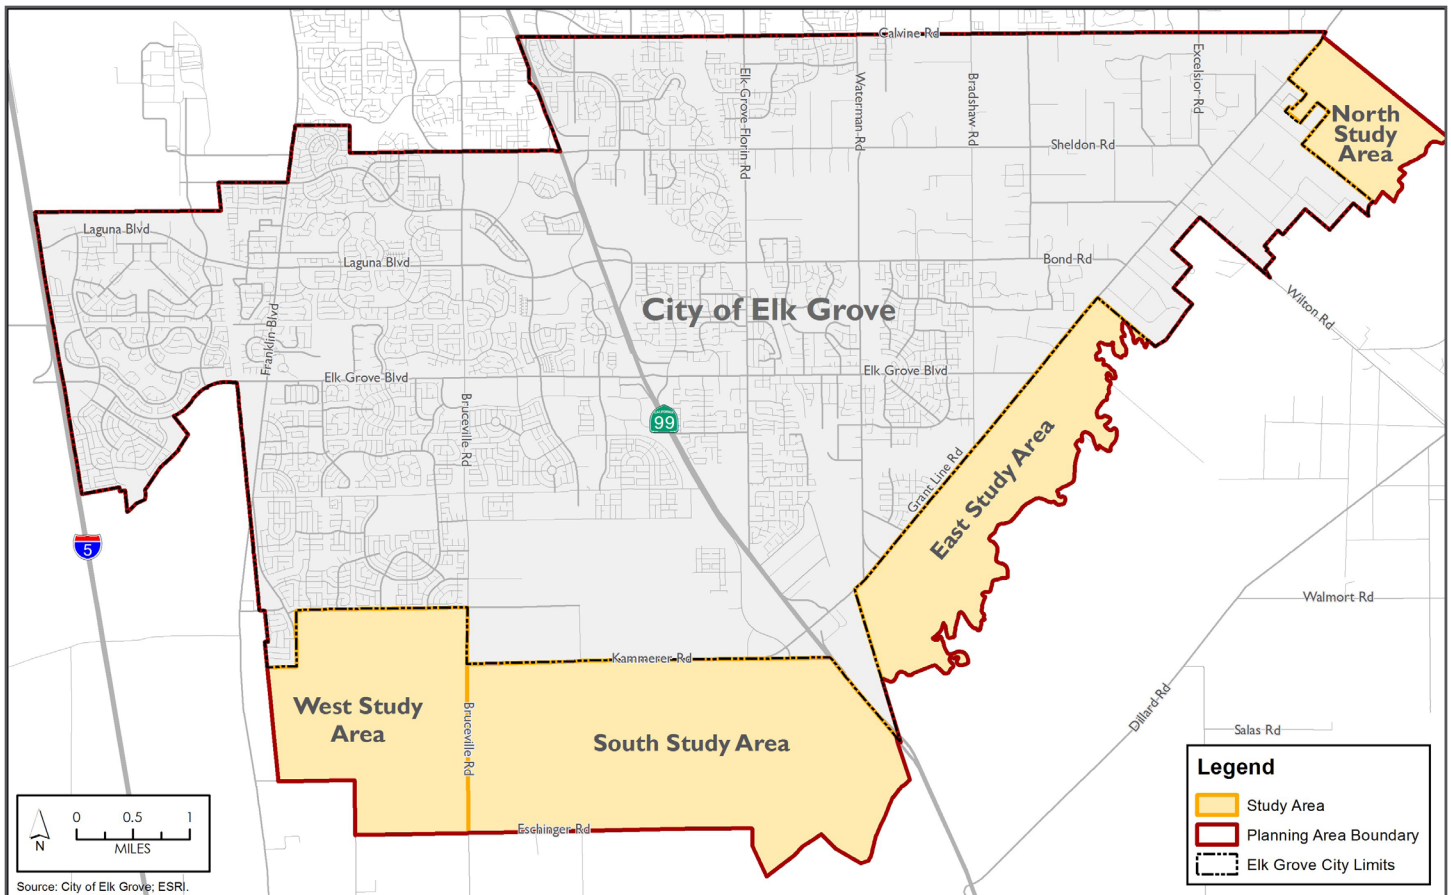 Calvine Rd
Elk-Grove-Florin Rd
Waterman Rd
Bradshaw Rd
Excelsior Rd
North
Study
Area
Sheldon Rd
Laguna Blvd
Laguna Blvd
Bond Rd
City of Elk Grove
Wilton Rd
Franklin Blvd
Elk Grove Blvd
Elk Grove Blvd
Bruceville Rd
CALIFORNIA
99
Grant Line Rd
East Study Area
5
Walmort Rd
Kammerer Rd
West Study
Area
Bruceville Rd
South Study Area
Dillard Rd
Salas Rd
Eschinger Rd
Legend
Study Area
Planning Area Boundary
Elk Grove City Limits
N
0 0.5 1
MILES
Source: City of Elk Grove; ESRI.